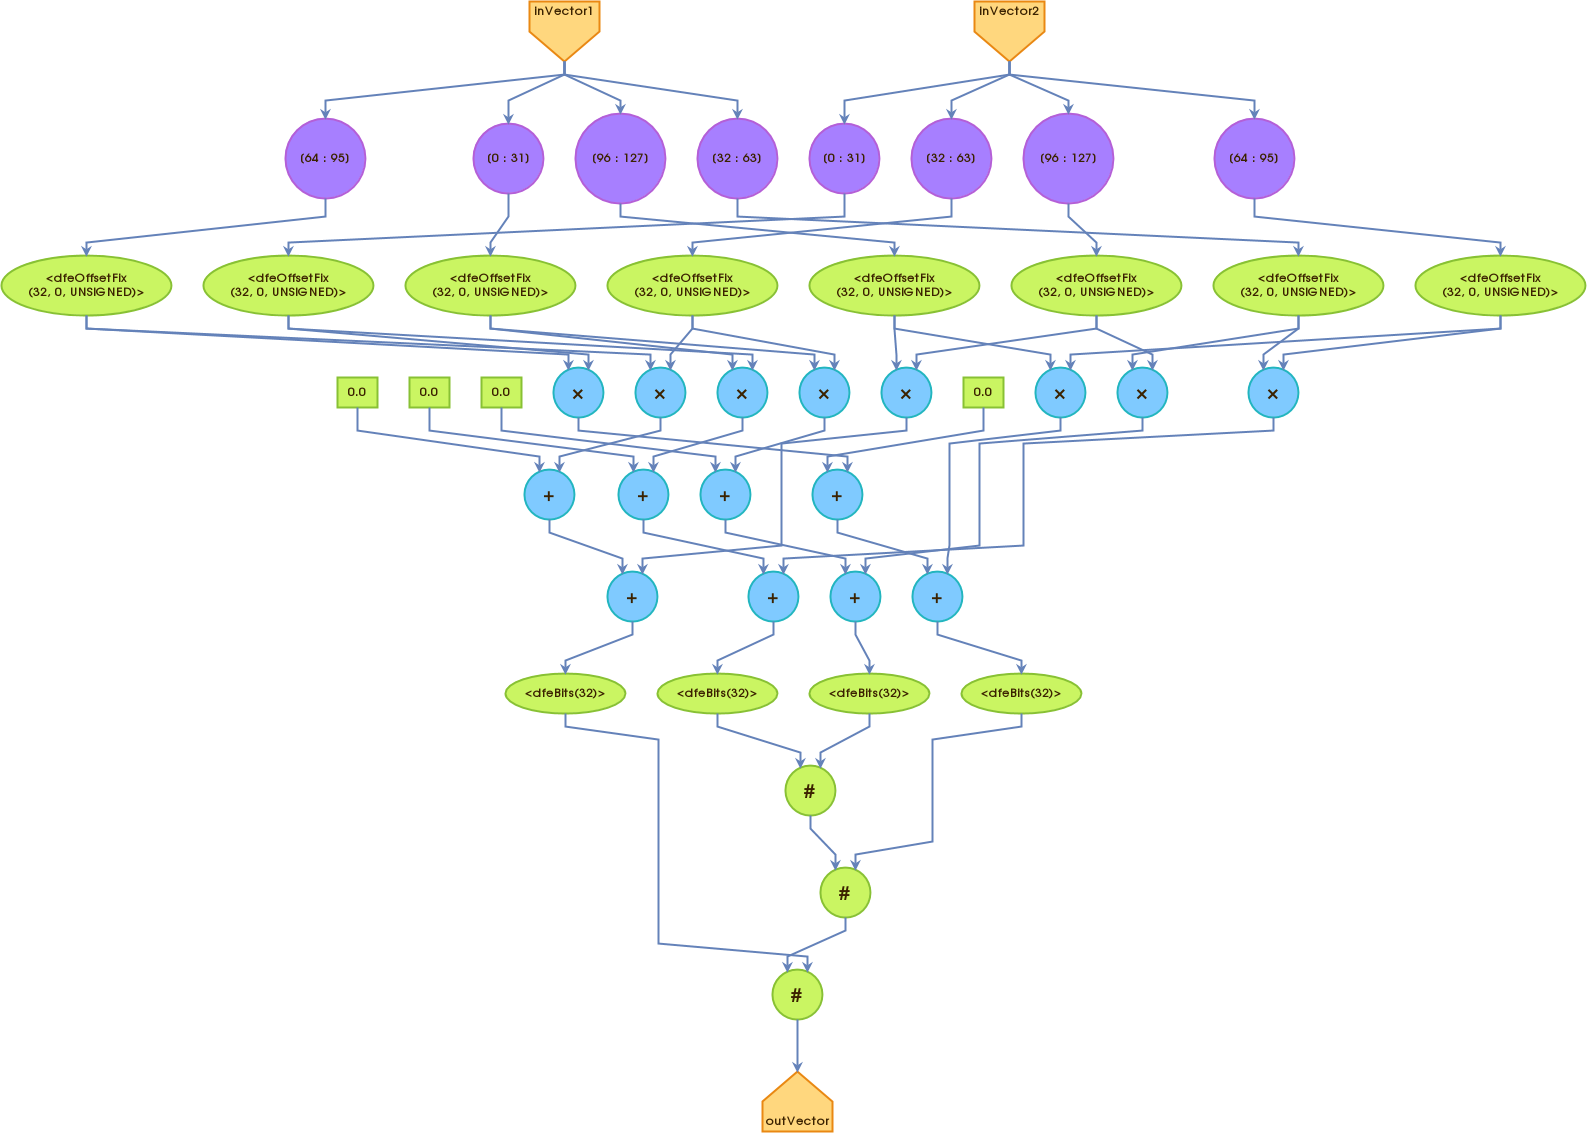 inVector1
inVector2
[64 : 95]
[0 : 31]
[96 : 127]
[32 : 63]
[0 : 31]
[32 : 63]
[96 : 127]
[64 : 95]
<dfeOffsetFix
(32, 0, UNSIGNED)>
<dfeOffsetFix
(32, 0, UNSIGNED)>
<dfeOffsetFix
(32, 0, UNSIGNED)>
<dfeOffsetFix
(32, 0, UNSIGNED)>
<dfeOffsetFix
(32, 0, UNSIGNED)>
<dfeOffsetFix
(32, 0, UNSIGNED)>
<dfeOffsetFix
(32, 0, UNSIGNED)>
<dfeOffsetFix
(32, 0, UNSIGNED)>
0.0
0.0
0.0
×
×
×
×
×
0.0
×
×
×
+
+
+
+
+
+
+
+
<dfeBits(32)>
<dfeBits(32)>
<dfeBits(32)>
<dfeBits(32)>
#
#
#
outVector